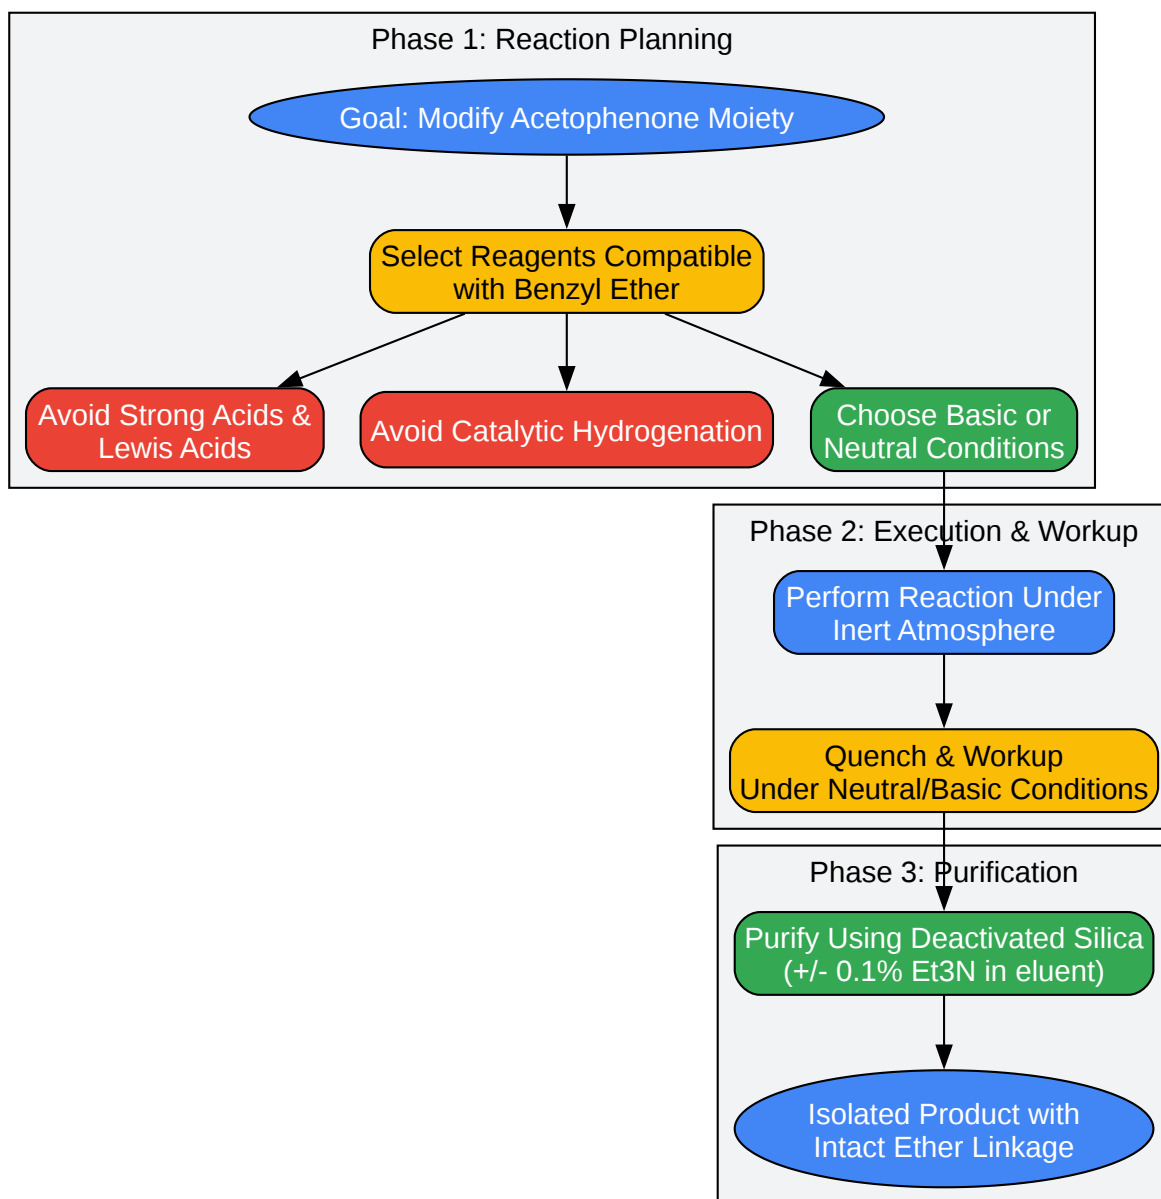 Phase 1: Reaction Planning
Goal: Modify Acetophenone Moiety
Select Reagents Compatible
with Benzyl Ether
Avoid Strong Acids &
Lewis Acids
Avoid Catalytic Hydrogenation
Choose Basic or
Neutral Conditions
Phase 2: Execution & Workup
Perform Reaction Under
Inert Atmosphere
Quench & Workup
Under Neutral/Basic Conditions
Phase 3: Purification
Purify Using Deactivated Silica
(+/- 0.1% Et3N in eluent)
Isolated Product with
Intact Ether Linkage